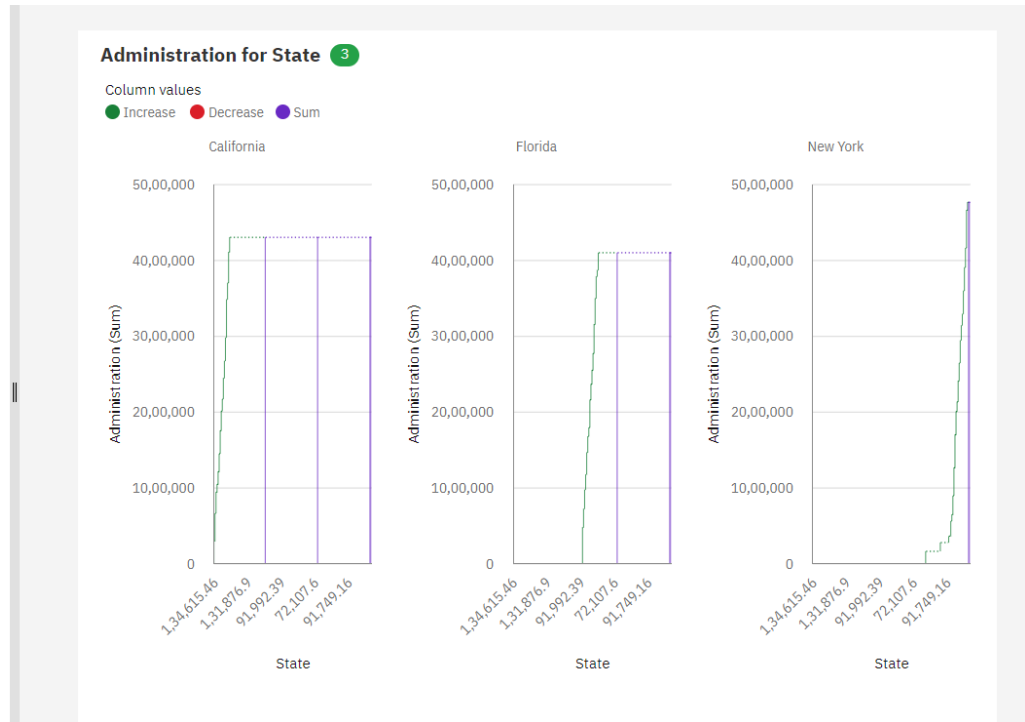 Administration for State 3
Column values
Increase Decrease Sum
California
50,00,000
40,00,000
30,00,000
20,00,000
10,00,000
0
Administration (Sum)
1,34,615.46
1,31,876.9
91,992.39
72,107.6
91,749.16
State
Florida
50,00,000
40,00,000
30,00,000
20,00,000
10,00,000
0
Administration (Sum)
1,34,615.46
1,31,876.9
91,992.39
72,107.6
91,749.16
State
New York
50,00,000
40,00,000
30,00,000
20,00,000
10,00,000
0
Administration (Sum)
1,34,615.46
1,31,876.9
91,992.39
72,107.6
91,749.16
State